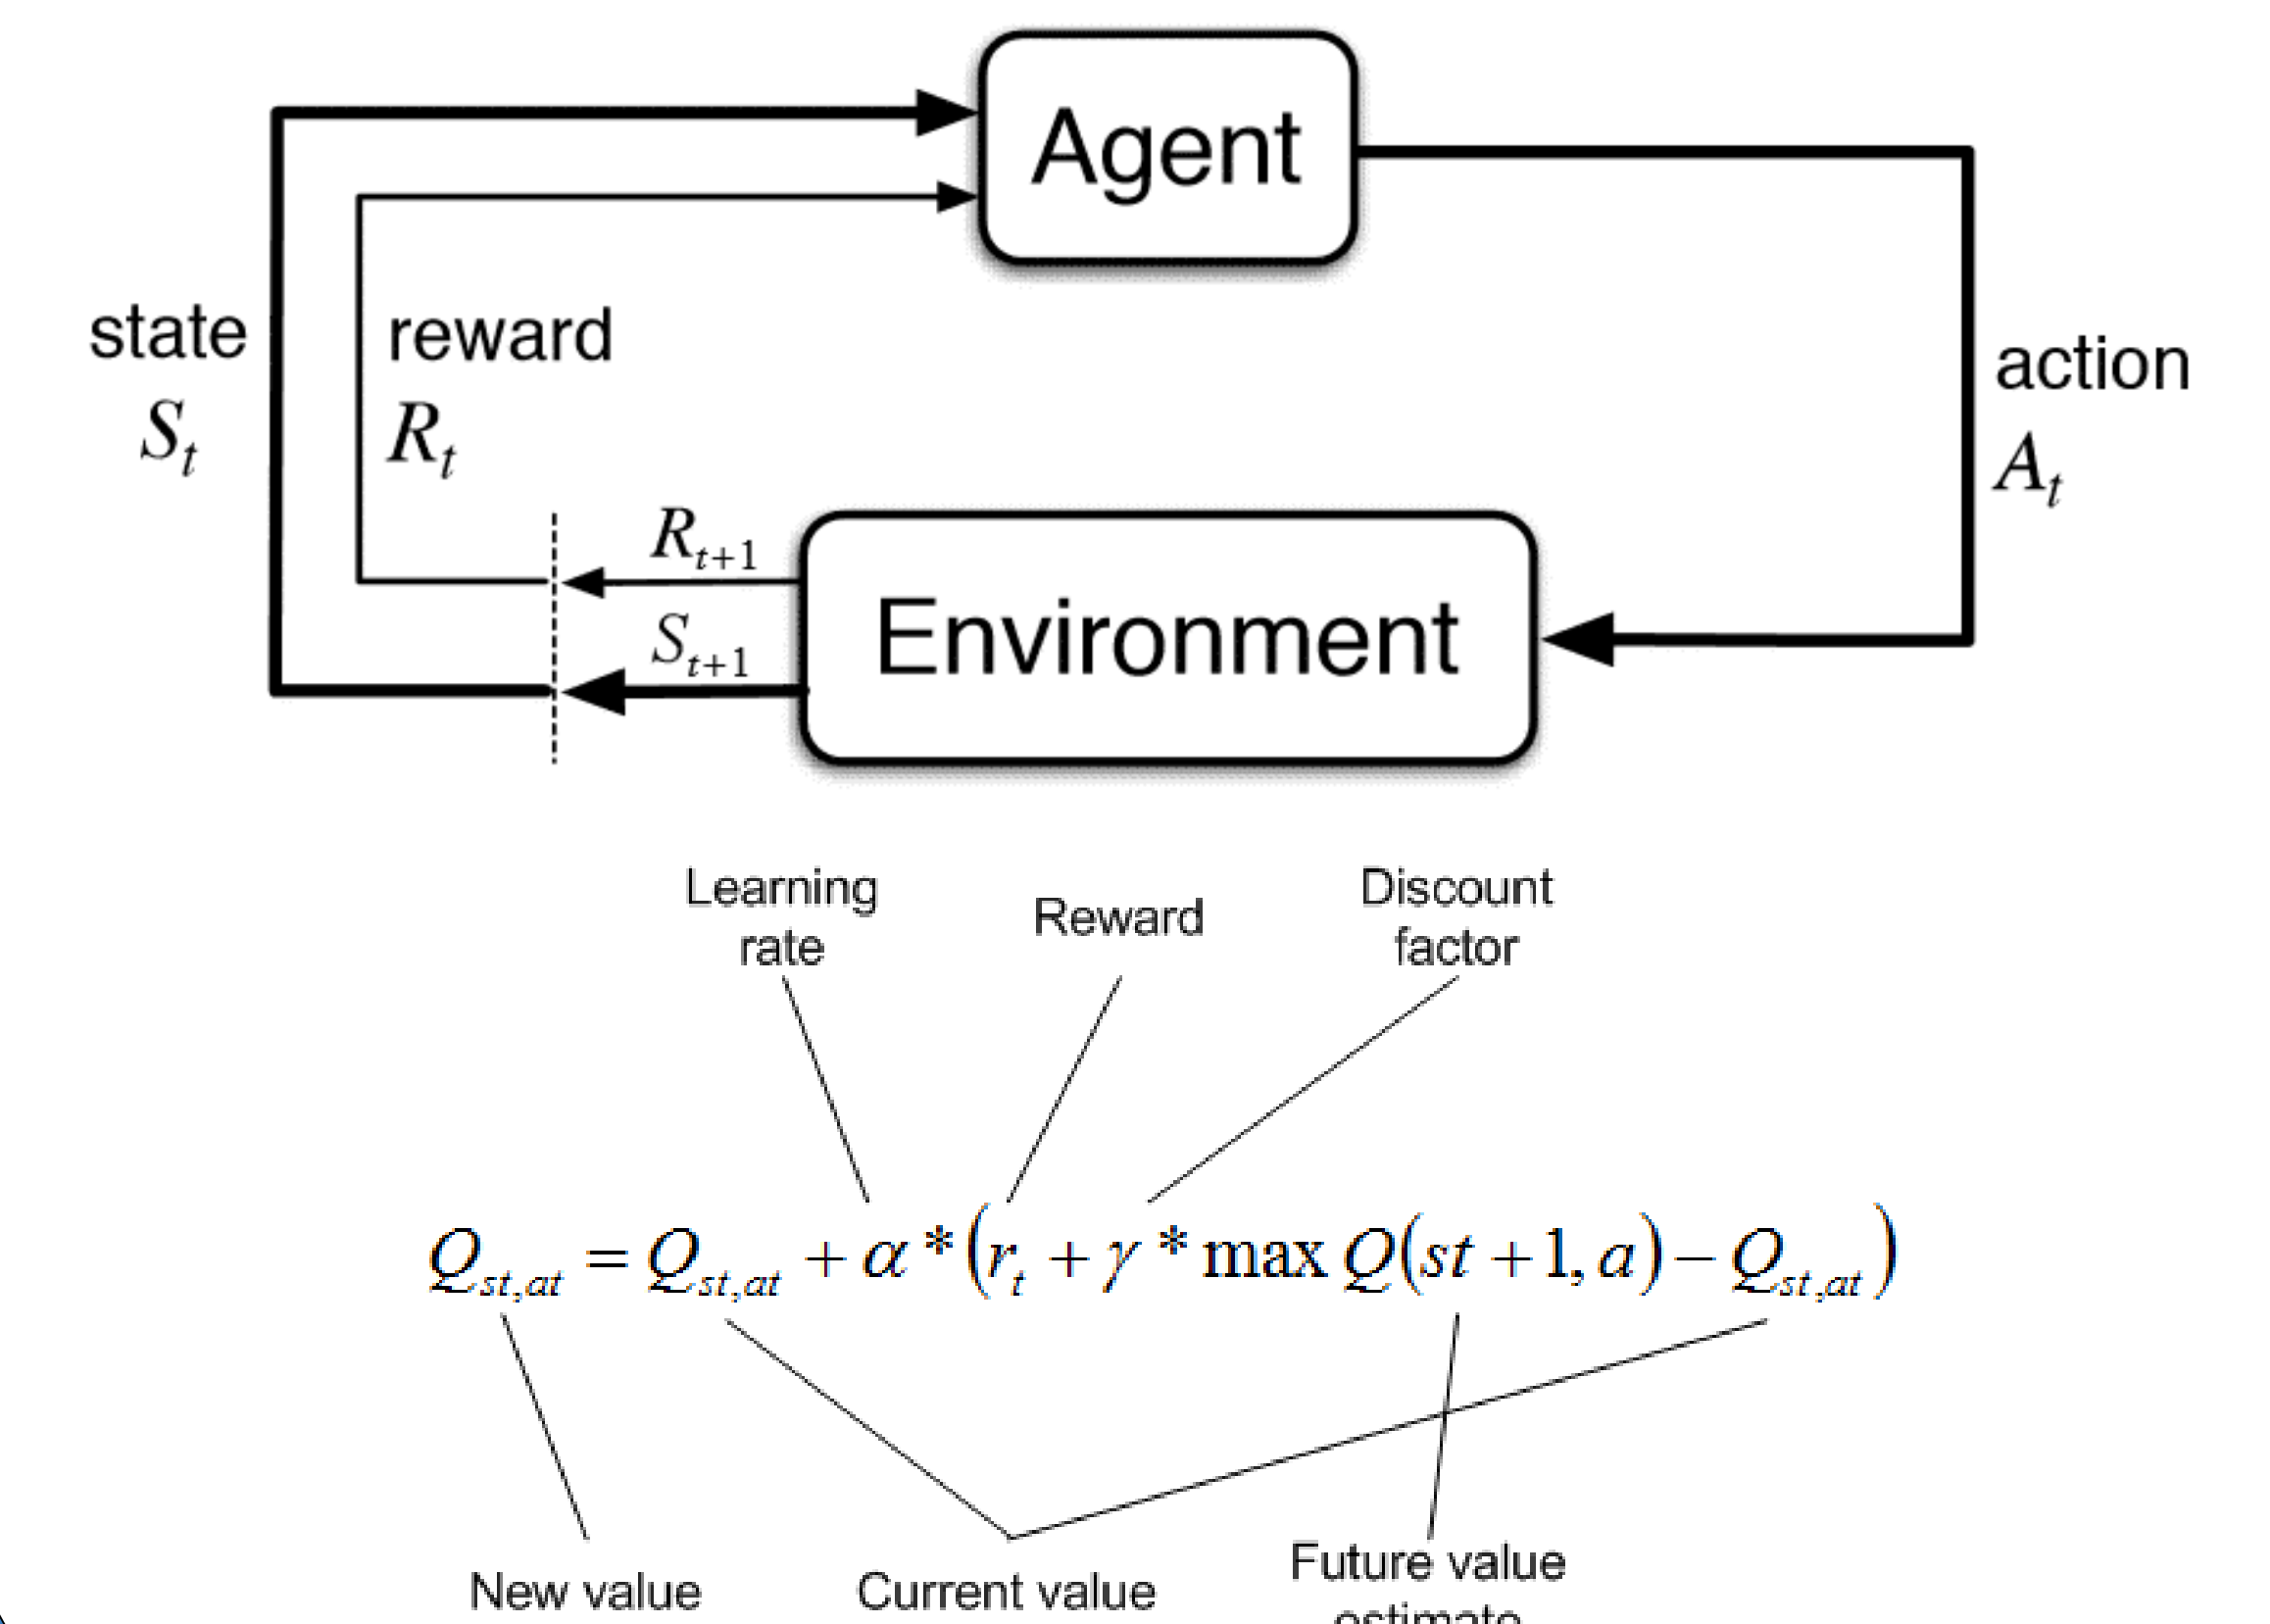 Agent
state
S_t
reward
R_t
action
A_t
R_{t+1}
S_{t+1}
Environment
Learning
rate
Reward
Discount
factor
Q_{st,at} = Q_{st,at} + α * (r_t + γ * max Q(st + 1, a) − Q_{st,at})
New value
Current value
Future value
estimate